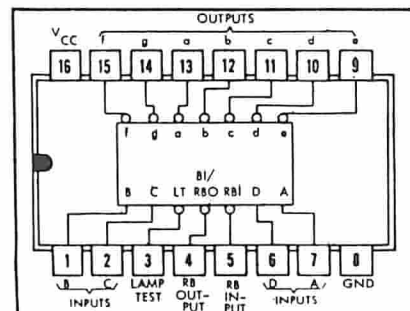 OUTPUTS
VCC f g a b c d e
16 15 14 13 12 11 10 9
f g a b c d e
BI/
B C LT RBO RBI D A
1 2 3 4 5 6 7 8
B C LAMP RB RB D A GND
INPUTS TEST OUT- IN- INPUTS
PUT PUT